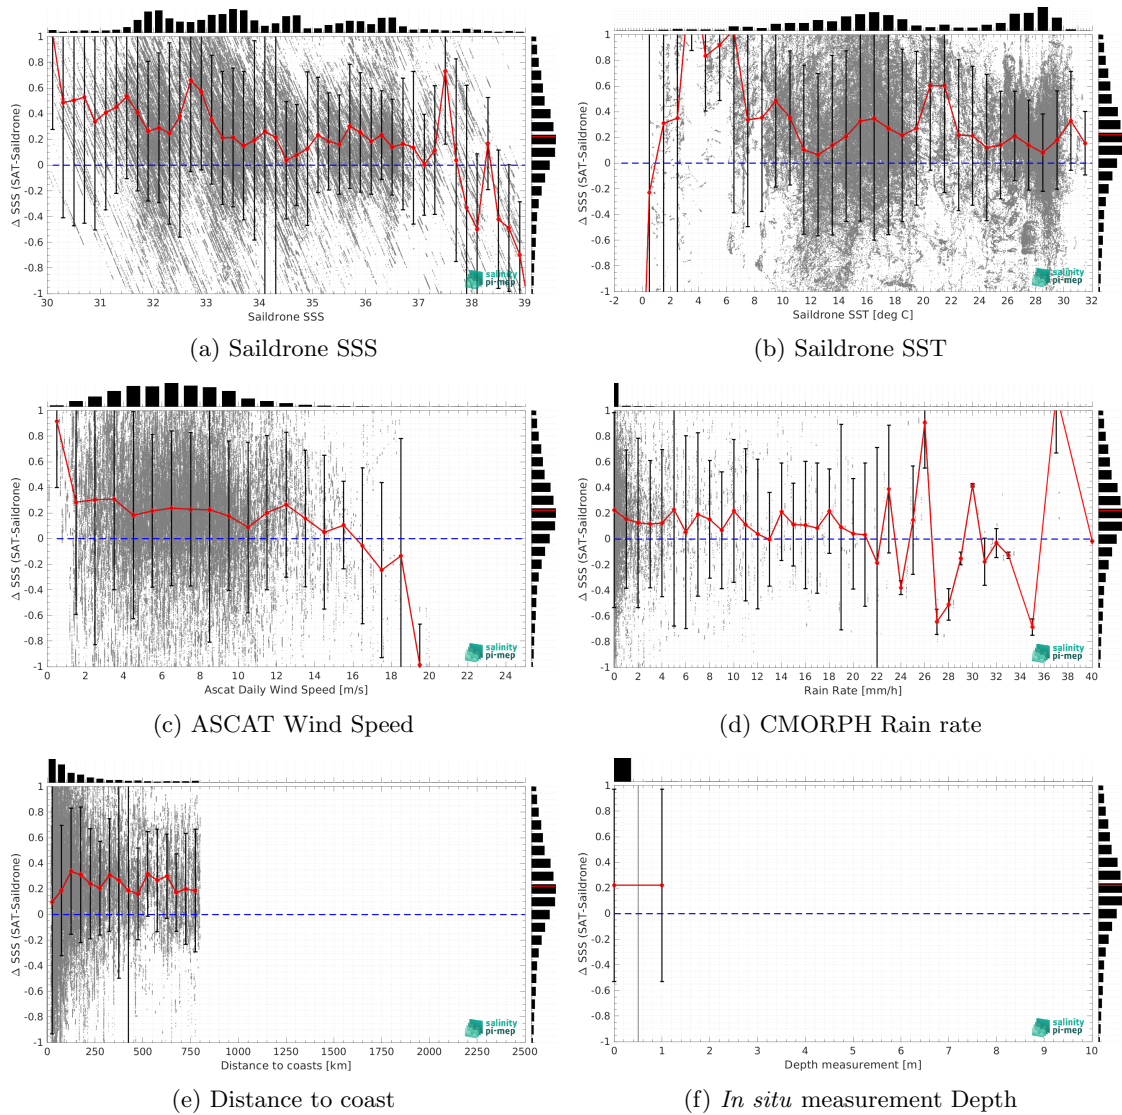 1
0.8
0.6
0.4
0.2
0
-0.2
-0.4
-0.6
-0.8
-1
Δ SSS (SAT-Saildrone)
30 31 32 33 34 35 36 37 38 39
Saildrone SSS
salinity
pi-mep
(a) Saildrone SSS
1
0.8
0.6
0.4
0.2
0
-0.2
-0.4
-0.6
-0.8
-1
Δ SSS (SAT-Saildrone)
-2 0 2 4 6 8 10 12 14 16 18 20 22 24 26 28 30 32
Saildrone SST [deg C]
salinity
pi-mep
(b) Saildrone SST
1
0.8
0.6
0.4
0.2
0
-0.2
-0.4
-0.6
-0.8
-1
Δ SSS (SAT-Saildrone)
0 2 4 6 8 10 12 14 16 18 20 22 24
Ascat Daily Wind Speed [m/s]
salinity
pi-mep
(c) ASCAT Wind Speed
1
0.8
0.6
0.4
0.2
0
-0.2
-0.4
-0.6
-0.8
-1
Δ SSS (SAT-Saildrone)
0 2 4 6 8 10 12 14 16 18 20 22 24 26 28 30 32 34 36 38 40
Rain Rate [mm/h]
salinity
pi-mep
(d) CMORPH Rain rate
1
0.8
0.6
0.4
0.2
0
-0.2
-0.4
-0.6
-0.8
-1
Δ SSS (SAT-Saildrone)
0 250 500 750 1000 1250 1500 1750 2000 2250 2500
Distance to coasts [km]
salinity
pi-mep
(e) Distance to coast
1
0.8
0.6
0.4
0.2
0
-0.2
-0.4
-0.6
-0.8
-1
Δ SSS (SAT-Saildrone)
0 1 2 3 4 5 6 7 8 9 10
Depth measurement [m]
salinity
pi-mep
(f) In situ measurement Depth